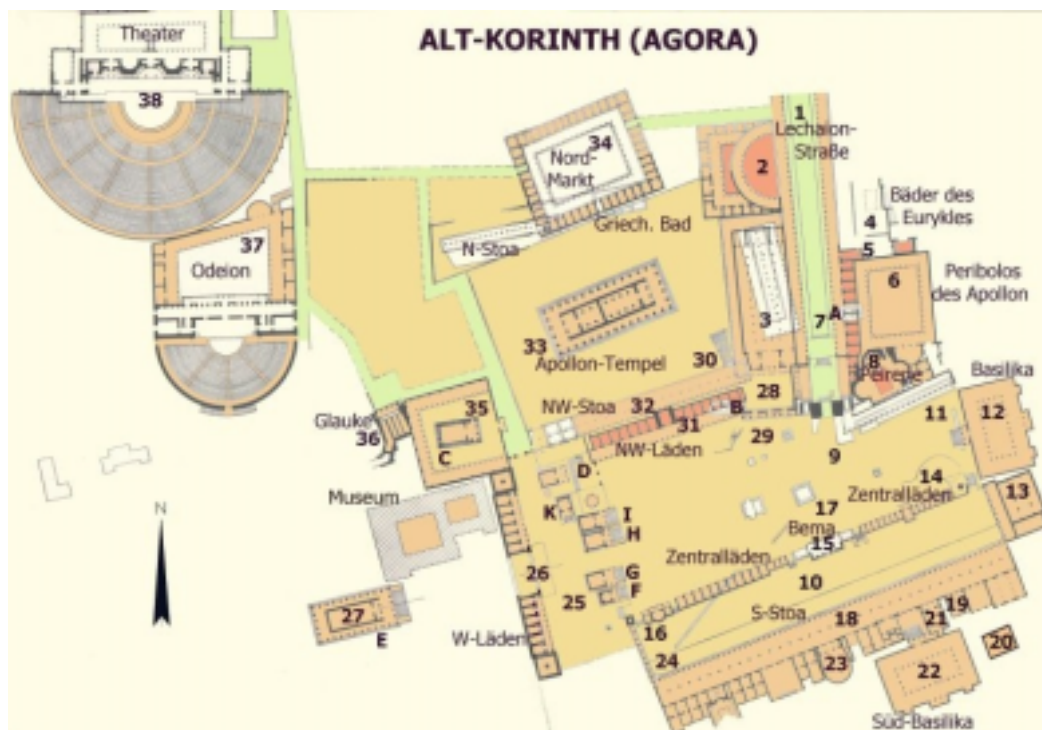 ALT-KORINTH (AGORA)
Theater
38
1
Lechaion-
Straße
34
Nord-
Markt
2
Bäder des
Eurykles
4
5
Griech. Bad
N-Stoa
37
Odeion
6
Peribolos
des Apollon
A
7
3
33
Apollon-Tempel
30
8
Peirene
Basilika
28
NW-Stoa
32
31
B
35
Glauke
36
C
NW-Läden
29
11
12
9
D
14
Museum
K
I
H
17
Zentralläden
13
Bema
15
N
Zentralläden
26
G
F
10
25
S-Stoa
27
E
W-Läden
16
18
19
21
20
24
23
22
Süd-Basilika